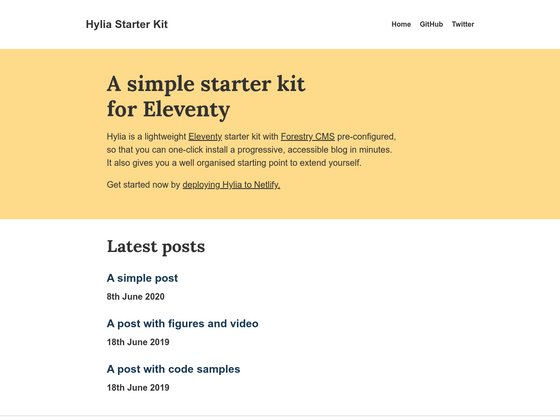 Hylia Starter Kit
Home GitHub Twitter
A simple starter kit
for Eleventy
Hylia is a lightweight Eleventy starter kit with Forestry CMS pre-configured,
so that you can one-click install a progressive, accessible blog in minutes.
It also gives you a well organised starting point to extend yourself.
Get started now by deploying Hylia to Netlify.
Latest posts
A simple post
8th June 2020
A post with figures and video
18th June 2019
A post with code samples
18th June 2019